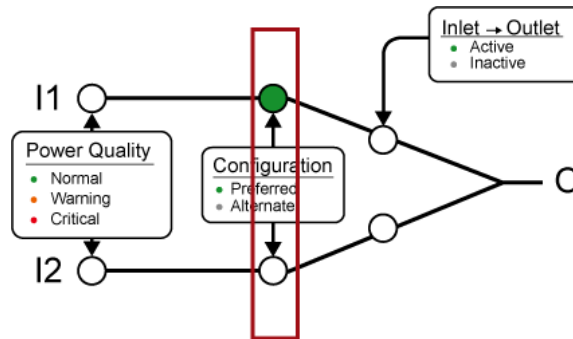 Inlet → Outlet
Active
Inactive
I1
Power Quality
Normal
Warning
Critical
Configuration
Preferred
Alternate
O
I2